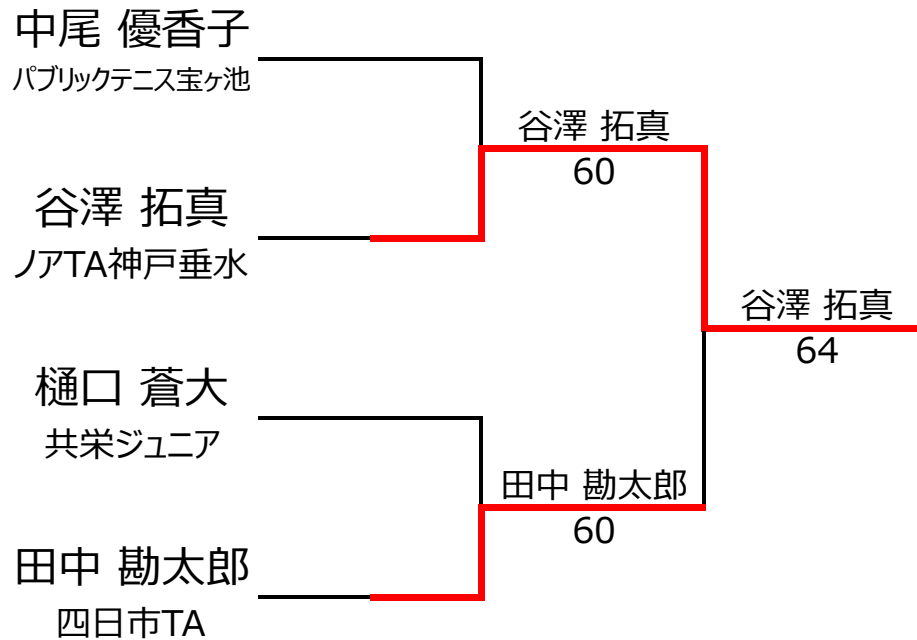 中尾 優香子
パブリックテニス宝ヶ池
谷澤 拓真
60
谷澤 拓真
ノアTA神戸垂水
谷澤 拓真
64
樋口 蒼大
共栄ジュニア
田中 勘太郎
60
田中 勘太郎
四日市TA